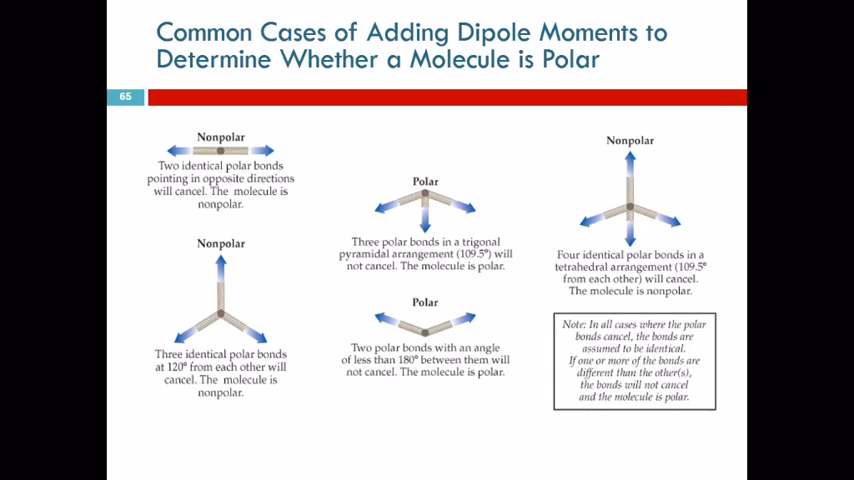 Common Cases of Adding Dipole Moments to
Determine Whether a Molecule is Polar
65
Nonpolar
Two identical polar bonds
pointing in opposite directions
will cancel. The molecule is
nonpolar.
Nonpolar
Three identical polar bonds
at 120° from each other will
cancel. The molecule is
nonpolar.
Polar
Three polar bonds in a trigonal
pyramidal arrangement (109.5°) will
not cancel. The molecule is polar.
Polar
Two polar bonds with an angle
of less than 180° between them will
not cancel. The molecule is polar.
Nonpolar
Four identical polar bonds in a
tetrahedral arrangement (109.5°
from each other) will cancel.
The molecule is nonpolar.
Note: In all cases where the polar
bonds cancel, the bonds are
assumed to be identical.
If one or more of the bonds are
different than the other(s),
the bonds will not cancel
and the molecule is polar.